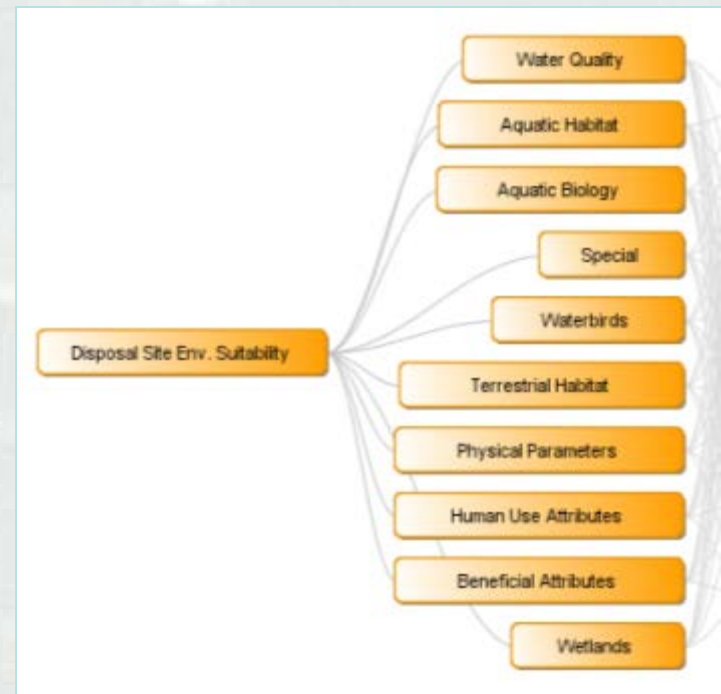 Water Quality
Aquatic Habitat
Aquatic Biology
Special
Waterbirds
Disposal Site Env. Suitability
Terrestrial Habitat
Physical Parameters
Human Use Attributes
Beneficial Attributes
Wetlands